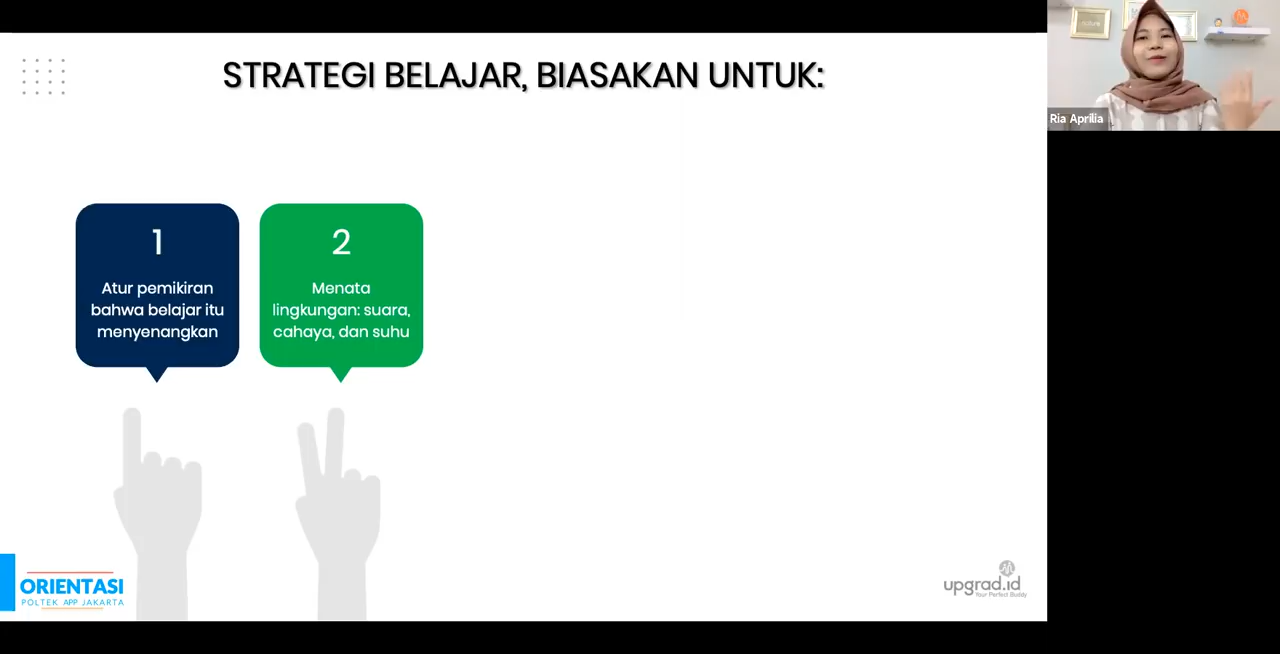 STRATEGI BELAJAR, BIASAKAN UNTUK:
Ria Aprilia
1
Atur pemikiran
bahwa belajar itu
menyenangkan
2
Menata
lingkungan: suara,
cahaya, dan suhu
ORIENTASI
POLTEK APP JAKARTA
upgrad.id
Your Perfect Buddy